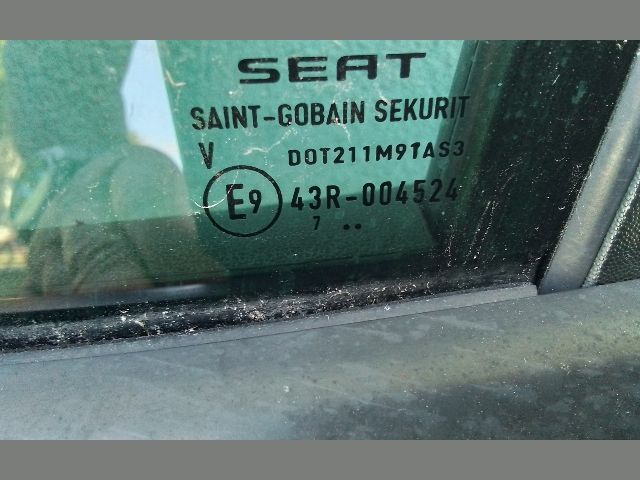 SEAT
SAINT-GOBAIN SEKURIT
V DOT211M91AS3
E9 43R-004524
7 ..